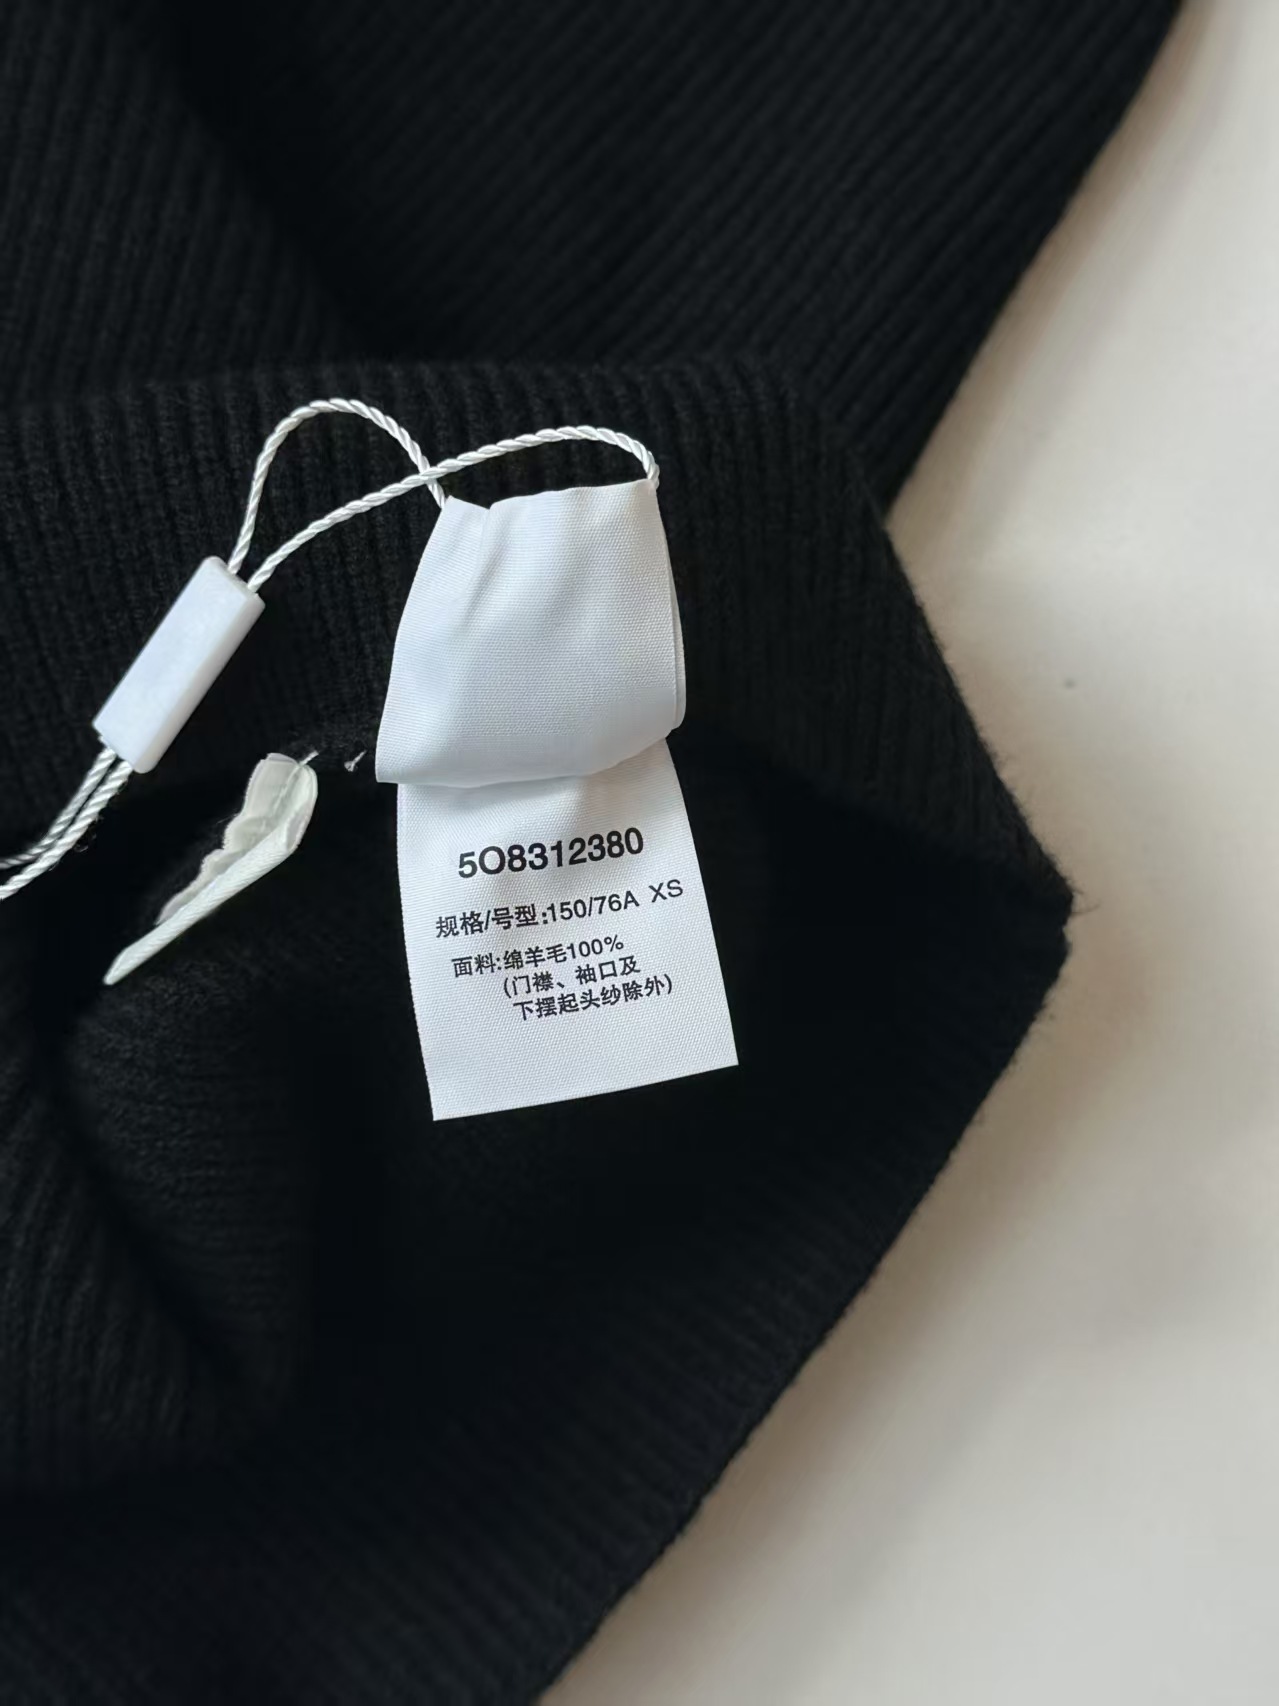 5O8312380
规格/号型:150/76A XS
面料:绵羊毛100%
(门襟、袖口及
下摆起头纱除外)